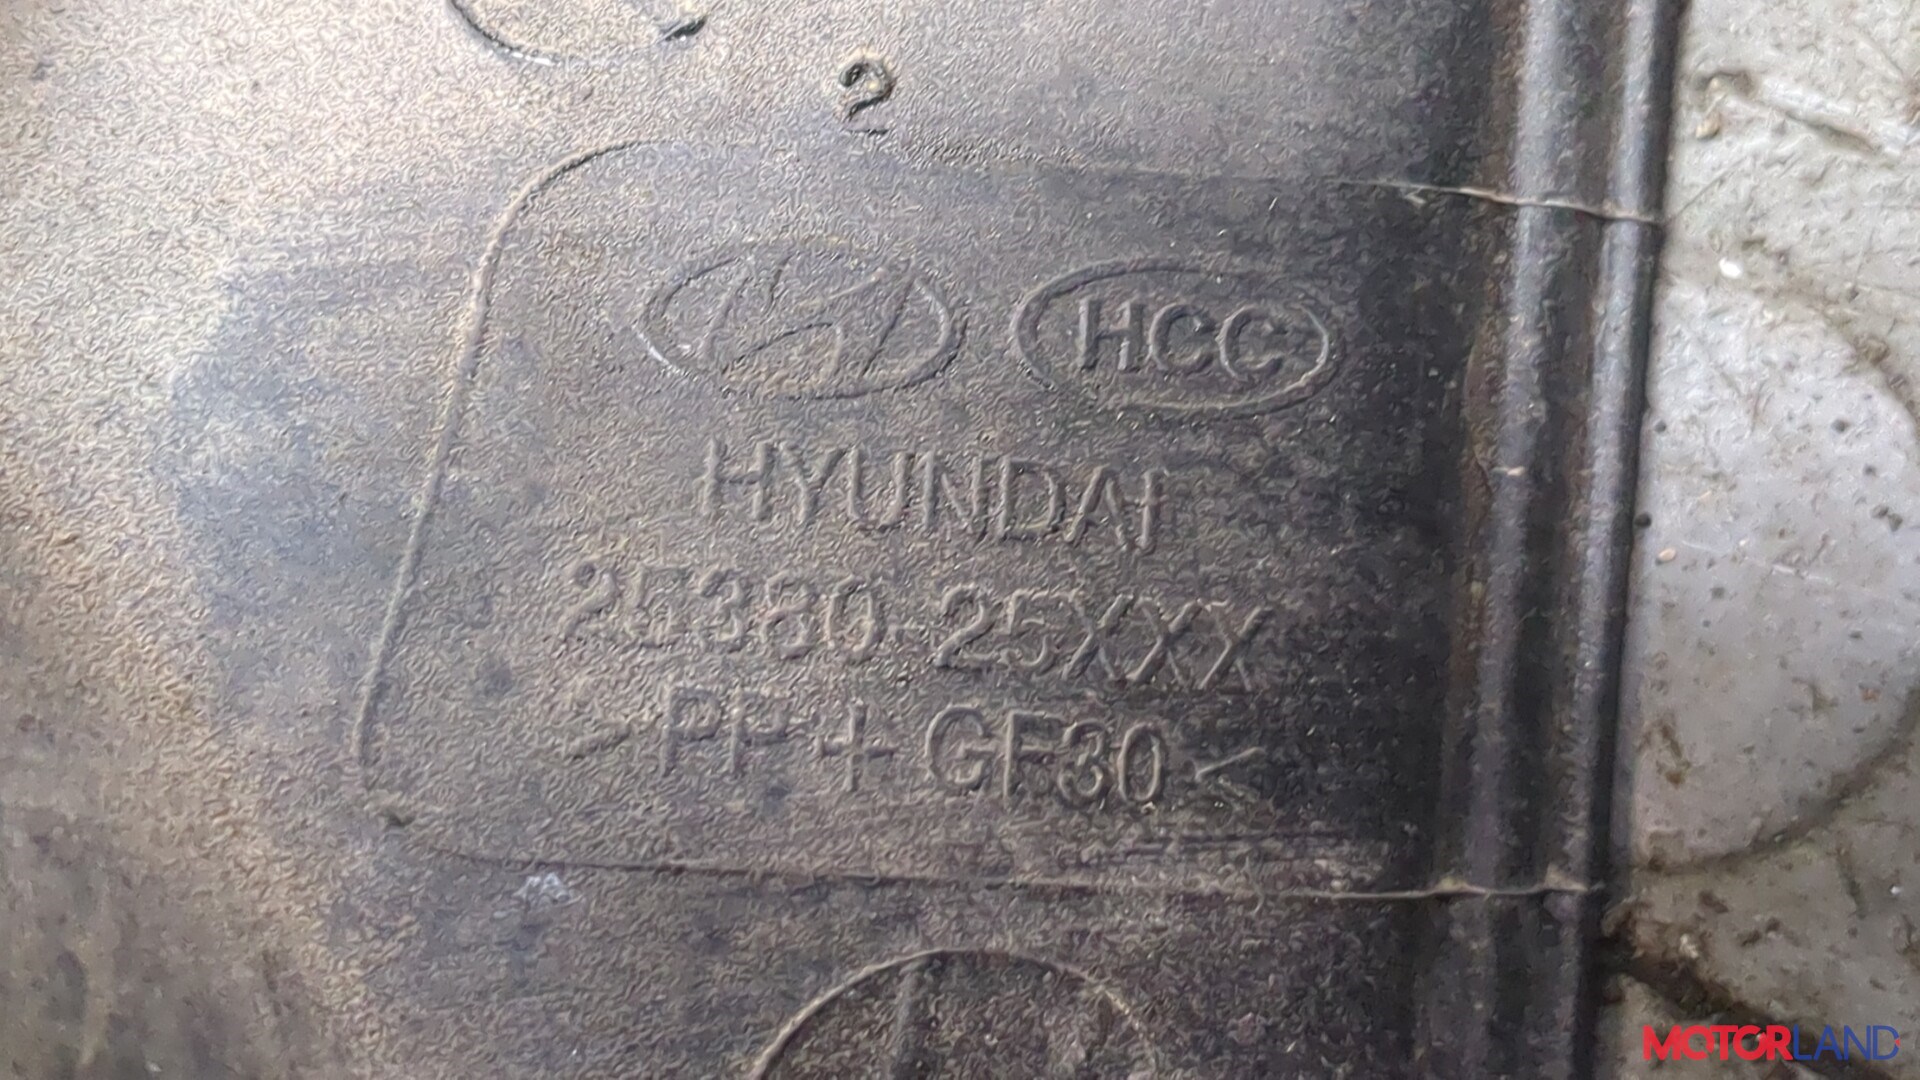 2
HCC
HYUNDAI
25380-25XXX
>PP+GF30<
MOTORLAND